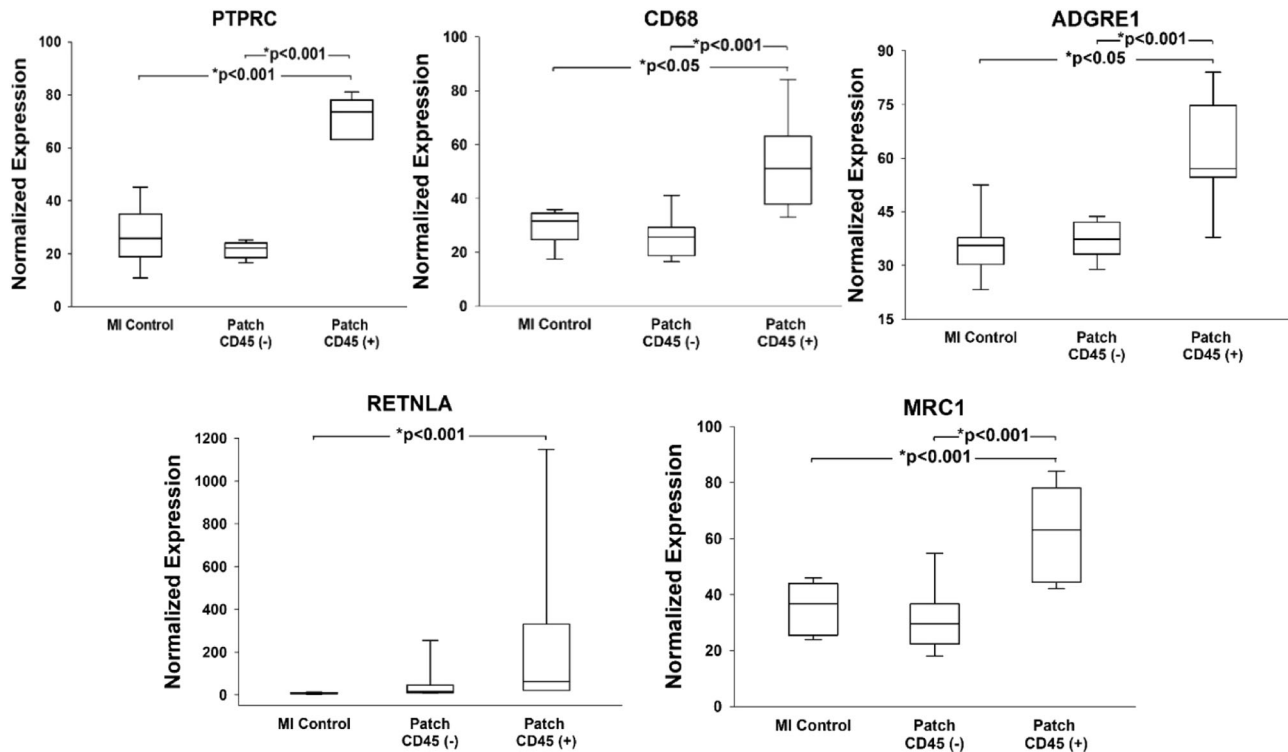 PTPRC
Normalized Expression
100
80
60
40
20
0
*p<0.001
*p<0.001
MI Control
Patch
CD45 (-)
Patch
CD45 (+)
CD68
Normalized Expression
100
80
60
40
20
0
*p<0.001
*p<0.05
MI Control
Patch
CD45 (-)
Patch
CD45 (+)
ADGRE1
Normalized Expression
90
75
60
45
30
15
*p<0.001
*p<0.05
MI Control
Patch
CD45 (-)
Patch
CD45 (+)
RETNLA
Normalized Expression
1200
1000
800
600
400
200
0
*p<0.001
MI Control
Patch
CD45 (-)
Patch
CD45 (+)
MRC1
Normalized Expression
100
80
60
40
20
0
*p<0.001
*p<0.001
MI Control
Patch
CD45 (-)
Patch
CD45 (+)